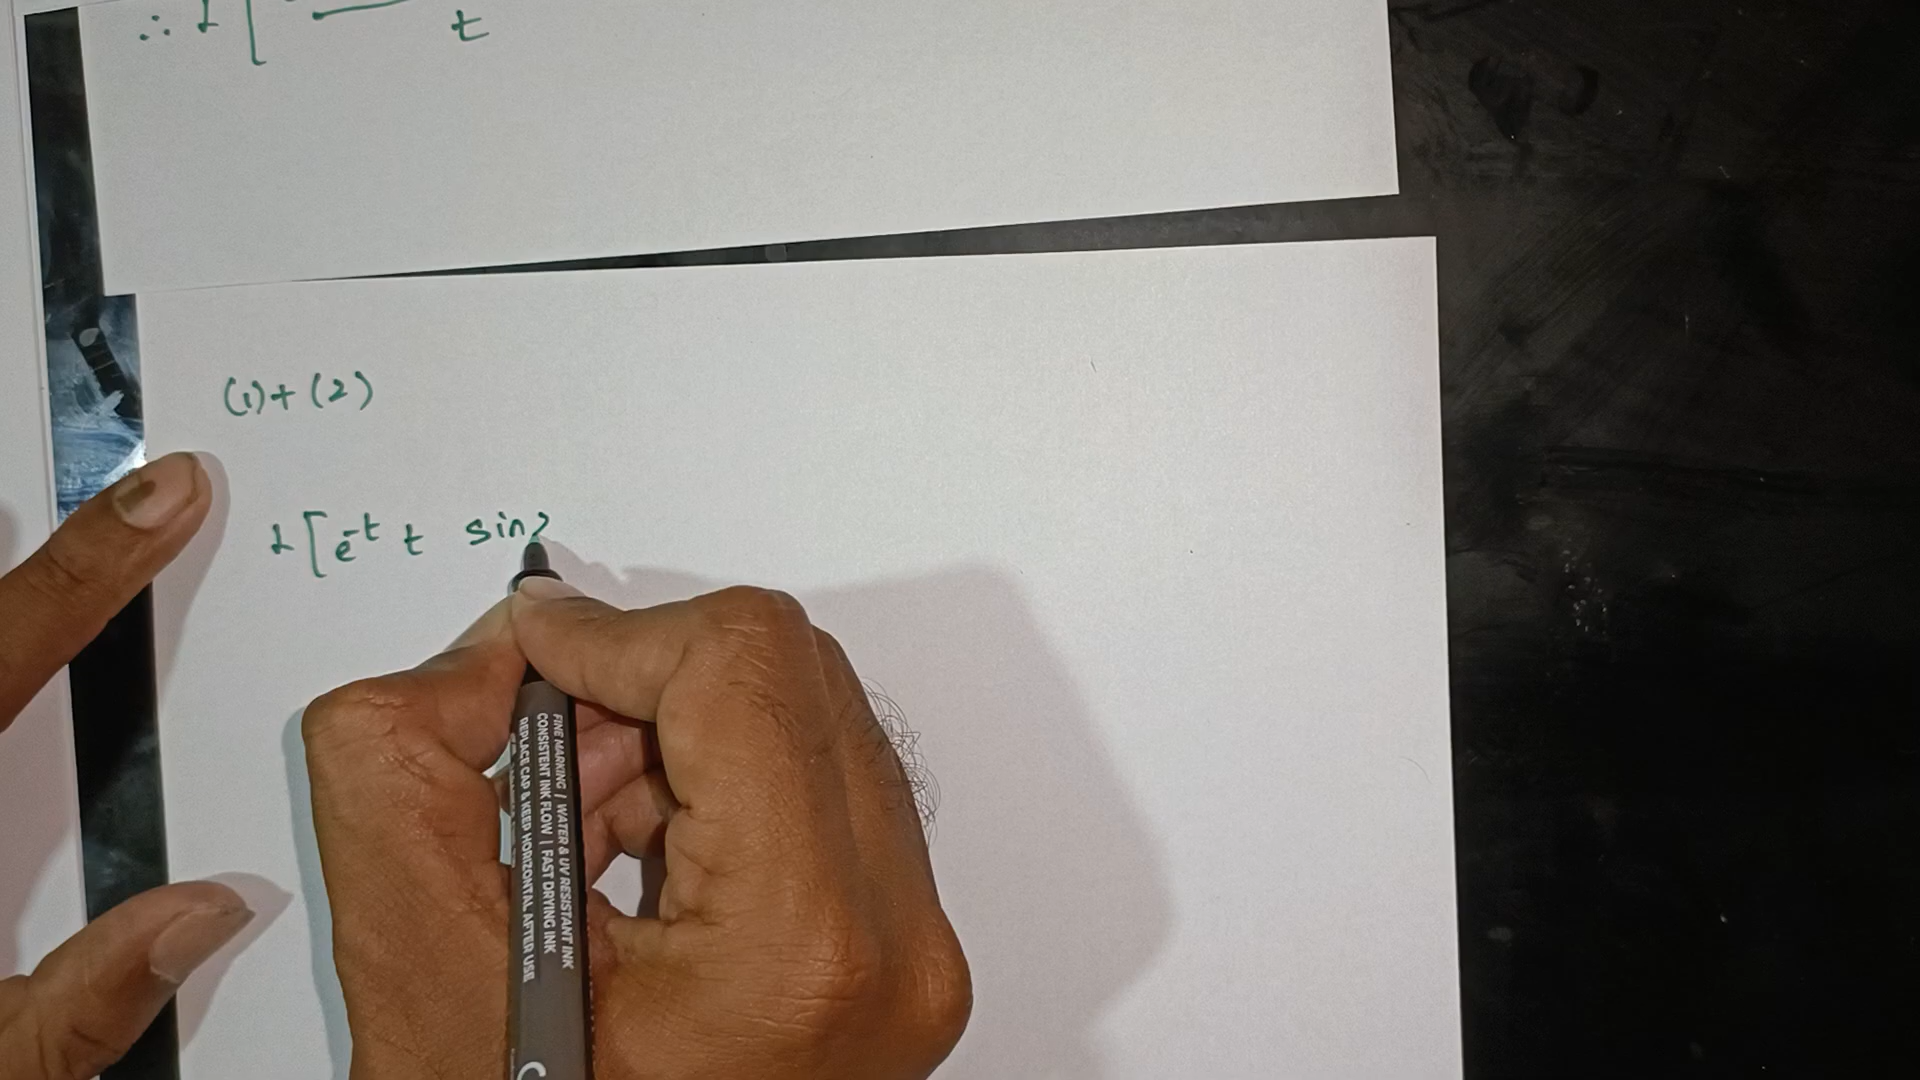 ∴ L [ t
(1) + (2)
L [ e^-t t sin2
FINE MARKING | WATER & UV RESISTANT INK
CONSISTENT INK FLOW | FAST DRYING INK
REPLACE CAP & KEEP HORIZONTAL AFTER USE